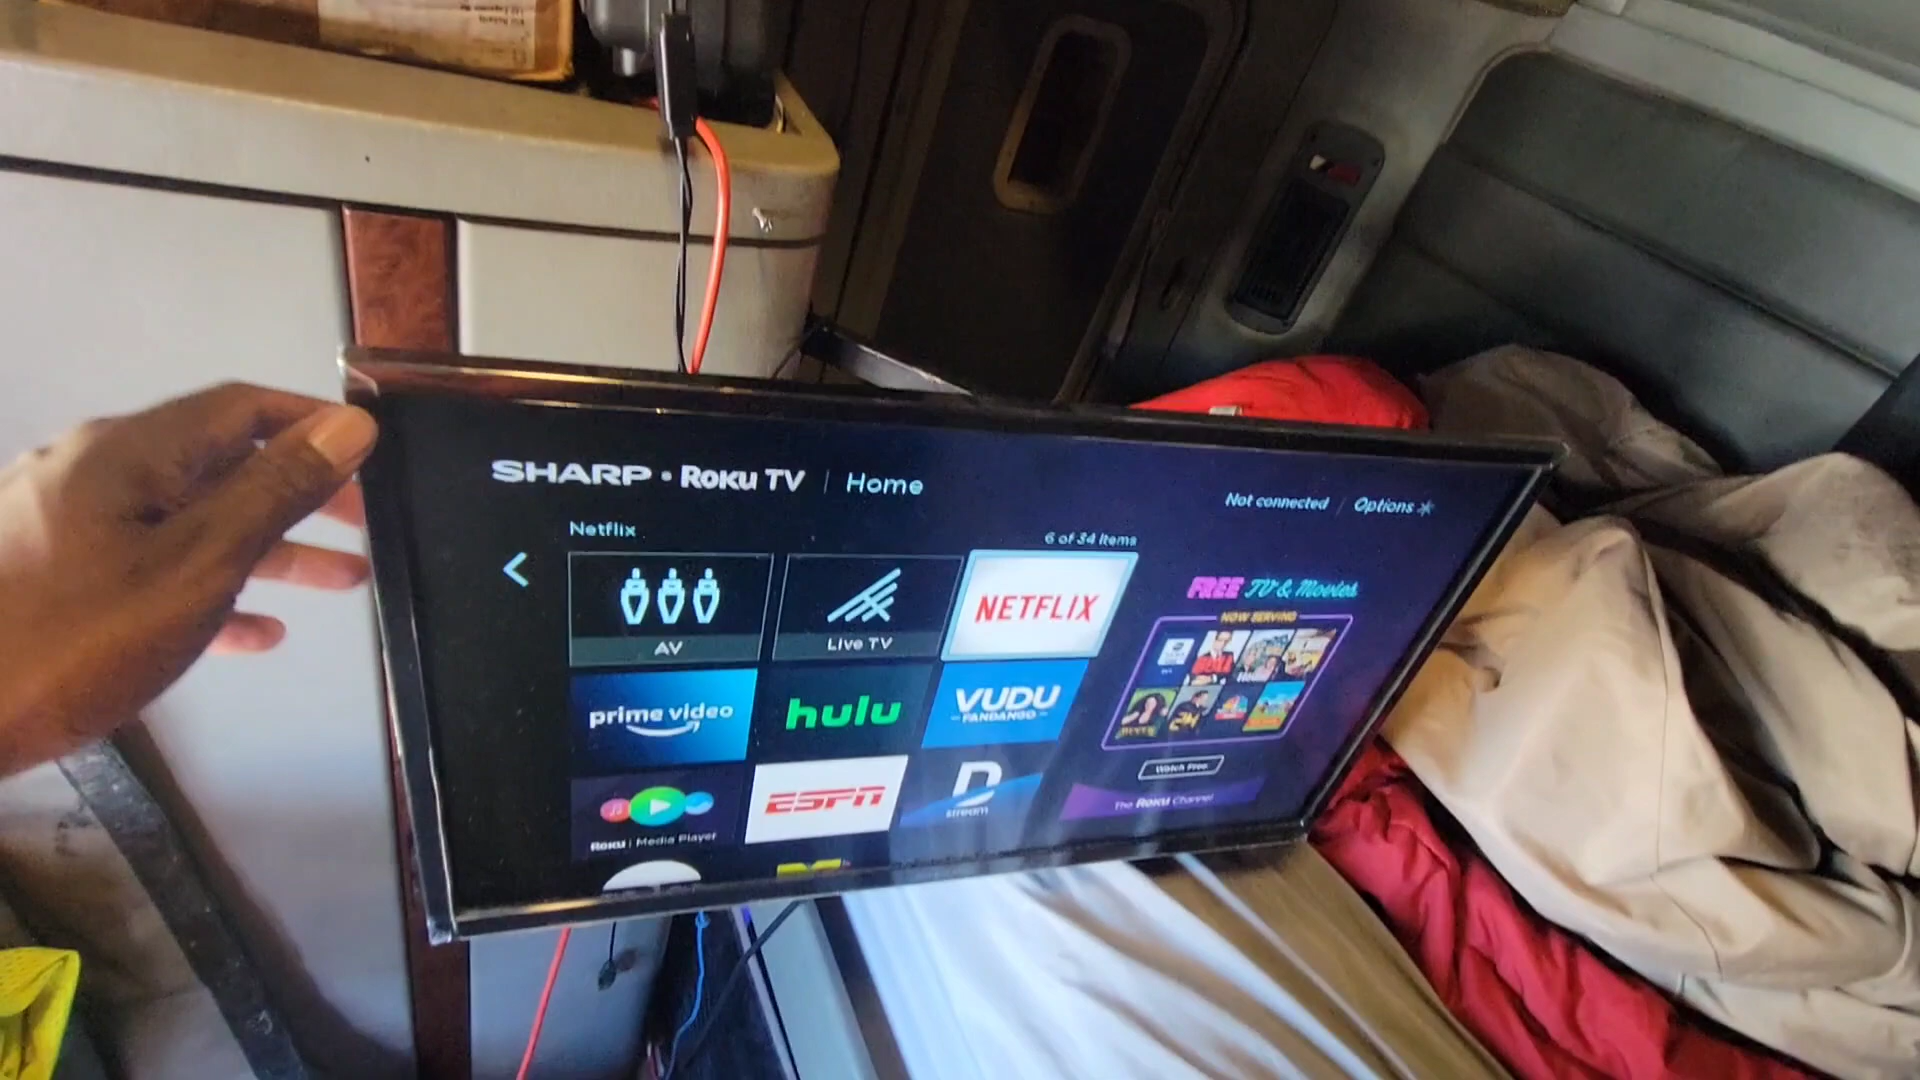 SHARP • Roku TV | Home
Not connected / Options *
Netflix
6 of 34 items
AV
Live TV
NETFLIX
FREE TV & Movies
NOW SERVING
prime video
hulu
VUDU
FANDANGO
Roku | Media Player
ESPN
D
stream
Watch Free
The Roku Channel